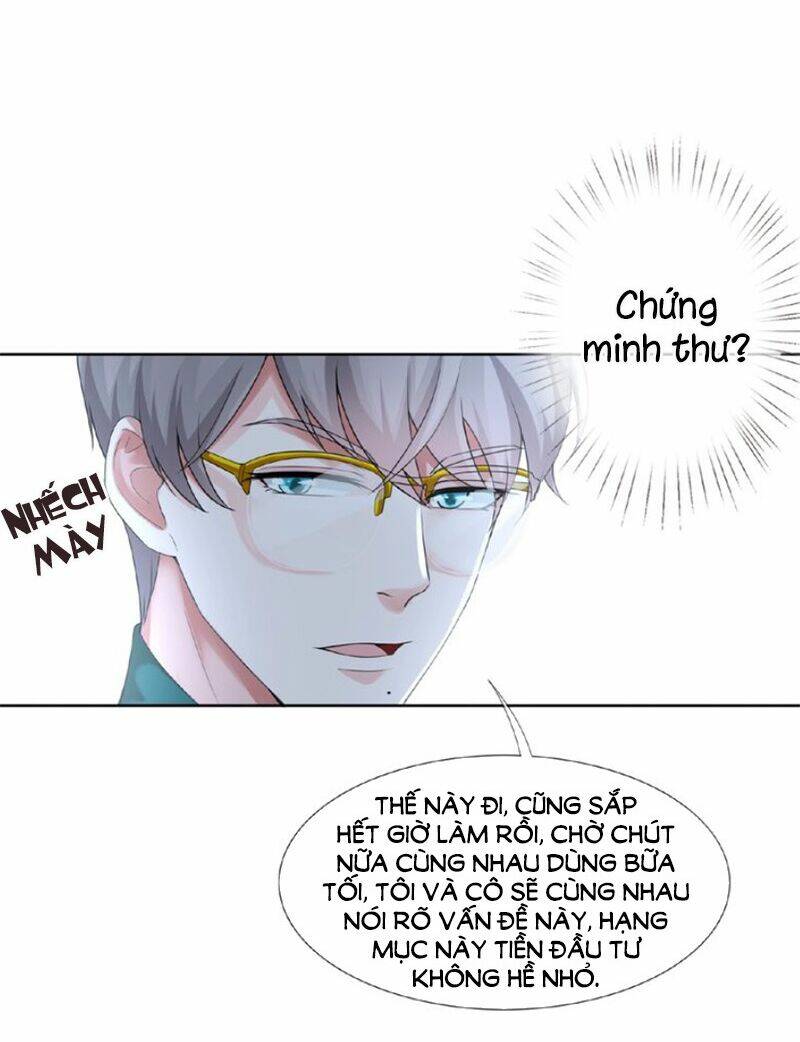 Chứng
minh thư?
NHẾCH
MÀY
THẾ NÀY ĐI, CŨNG SẮP
HẾT GIỜ LÀM RỒI, CHỜ CHÚT
NỮA CÙNG NHAU DÙNG BỮA
TỐI, TÔI VÀ CÔ SẼ CÙNG NHAU
NÓI RÕ VẤN ĐỀ NÀY, HẠNG
MỤC NÀY TIỀN ĐẦU TƯ
KHÔNG HỀ NHỎ.